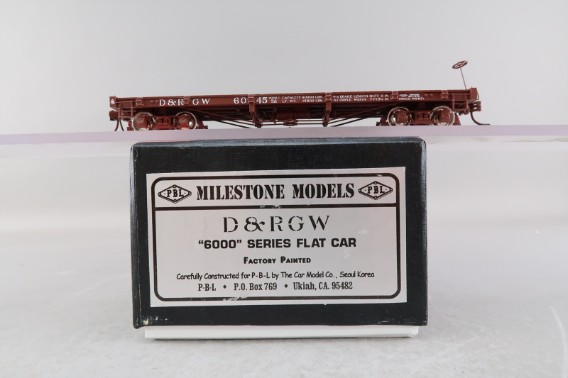 D & R G W 6045
PBL MILESTONE MODELS PBL
D&RGW
"6000" SERIES FLAT CAR
FACTORY PAINTED
Carefully Constructed for P-B-L by The Car Model Co., Seoul Korea
P-B-L • P.O. Box 769 • Ukiah, CA. 95482